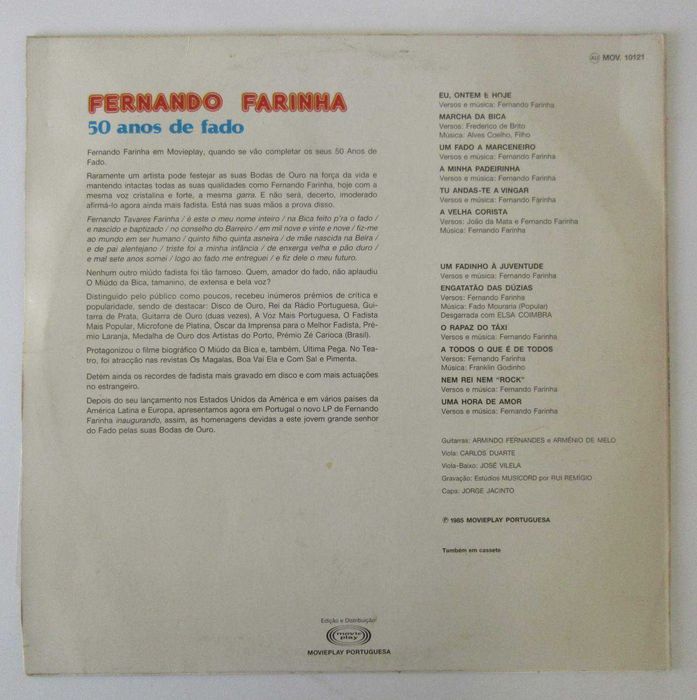 AU MOV. 10121
FERNANDO FARINHA
50 anos de fado
Fernando Farinha em Movieplay, quando se vão completar os seus 50 Anos de
Fado.
Raramente um artista pode festejar as suas Bodas de Ouro na força da vida e
mantendo intactas todas as suas qualidades como Fernando Farinha, hoje com a
mesma voz cristalina e forte, a mesma garra. E não será, decerto, imoderado
afirmá-lo agora ainda mais fadista. Está nas suas mãos a prova disso.
Fernando Tavares Farinha / é este o meu nome inteiro / na Bica feito p'ra o fado /
e nascido e baptizado / no conselho do Barreiro / em mil nove e vinte e nove / fiz-me
ao mundo em ser humano / quinto filho quinta asneira / de mãe nascida na Beira /
e de pai alentejano / triste foi a minha infância / de enxerga velha e pão duro /
e mal sete anos somei / logo ao fado me entreguei / e fiz dele o meu futuro.
Nenhum outro miúdo fadista foi tão famoso. Quem, amador do fado, não aplaudiu
O Miúdo da Bica, tamanino, de extensa e bela voz?
Distinguido pelo público como poucos, recebeu inúmeros prémios de crítica e
popularidade, sendo de destacar: Disco de Ouro, Rei da Rádio Portuguesa, Gui-
tarra de Prata, Guitarra de Ouro (duas vezes), A Voz Mais Portuguesa, O Fadista
Mais Popular, Microfone de Platina, Óscar da Imprensa para o Melhor Fadista, Pré-
mio Laranja, Medalha de Ouro dos Artistas do Porto, Prémio Zé Carioca (Brasil).
Protagonizou o filme biográfico O Miúdo da Bica e, também, Última Pega. No Tea-
tro, foi atracção nas revistas Os Magalas, Boa Vai Ela e Com Sal e Pimenta.
Detém ainda os recordes de fadista mais gravado em disco e com mais actuações
no estrangeiro.
Depois do seu lançamento nos Estados Unidos da América e em vários países da
América Latina e Europa, apresentamos agora em Portugal o novo LP de Fernando
Farinha inaugurando, assim, as homenagens devidas a este jovem grande senhor
do Fado pelas suas Bodas de Ouro.
EU, ONTEM E HOJE
Versos e música: Fernando Farinha
MARCHA DA BICA
Versos: Frederico de Brito
Música: Alves Coelho, Filho
UM FADO A MARCENEIRO
Versos e música: Fernando Farinha
A MINHA PADEIRINHA
Versos e música: Fernando Farinha
TU ANDAS-TE A VINGAR
Versos e música: Fernando Farinha
A VELHA CORISTA
Versos: João da Mata e Fernando Farinha
Música: Fernando Farinha
UM FADINHO À JUVENTUDE
Versos e música: Fernando Farinha
ENGATATÃO DAS DÚZIAS
Versos: Fernando Farinha
Música: Fado Mouraria (Popular)
Desgarrada com ELSA COIMBRA
O RAPAZ DO TÁXI
Versos e música: Fernando Farinha
A TODOS O QUE É DE TODOS
Versos: Fernando Farinha
Música: Franklin Godinho
NEM REI NEM "ROCK"
Versos e música: Fernando Farinha
UMA HORA DE AMOR
Versos e música: Fernando Farinha
Guitarras: ARMINDO FERNANDES e ARMÉNIO DE MELO
Viola: CARLOS DUARTE
Viola-Baixo: JOSÉ VILELA
Gravação: Estúdios MUSICORD por RUI REMÍGIO
Capa: JORGE JACINTO
℗ 1985 MOVIEPLAY PORTUGUESA
Também em cassete
Edição e Distribuição:
movie
play
MOVIEPLAY PORTUGUESA